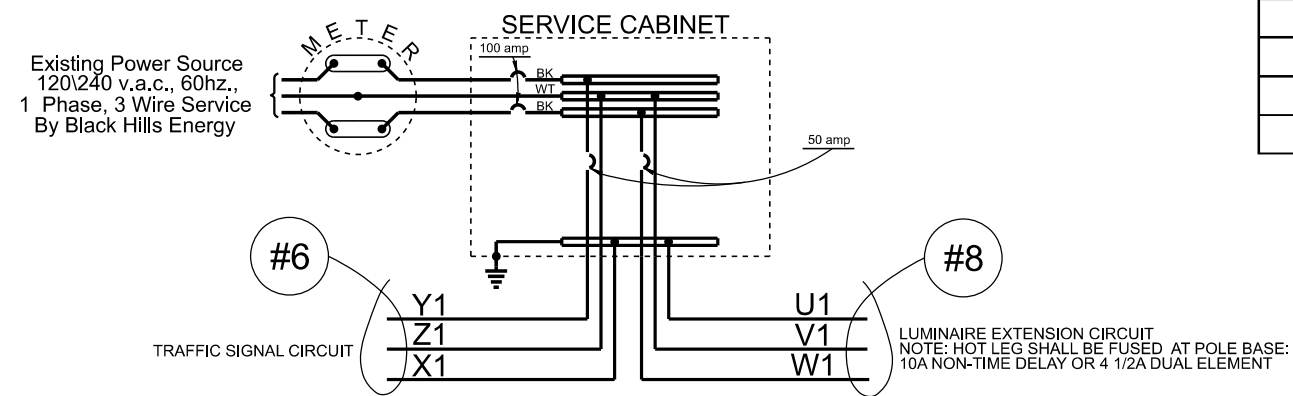 SERVICE CABINET
METER
100 amp
Existing Power Source
120\240 v.a.c., 60hz.,
1 Phase, 3 Wire Service
By Black Hills Energy
BK
WT
BK
50 amp
#6
#8
Y1
Z1
X1
TRAFFIC SIGNAL CIRCUIT
U1
V1
W1
LUMINAIRE EXTENSION CIRCUIT
NOTE: HOT LEG SHALL BE FUSED AT POLE BASE:
10A NON-TIME DELAY OR 4 1/2A DUAL ELEMENT